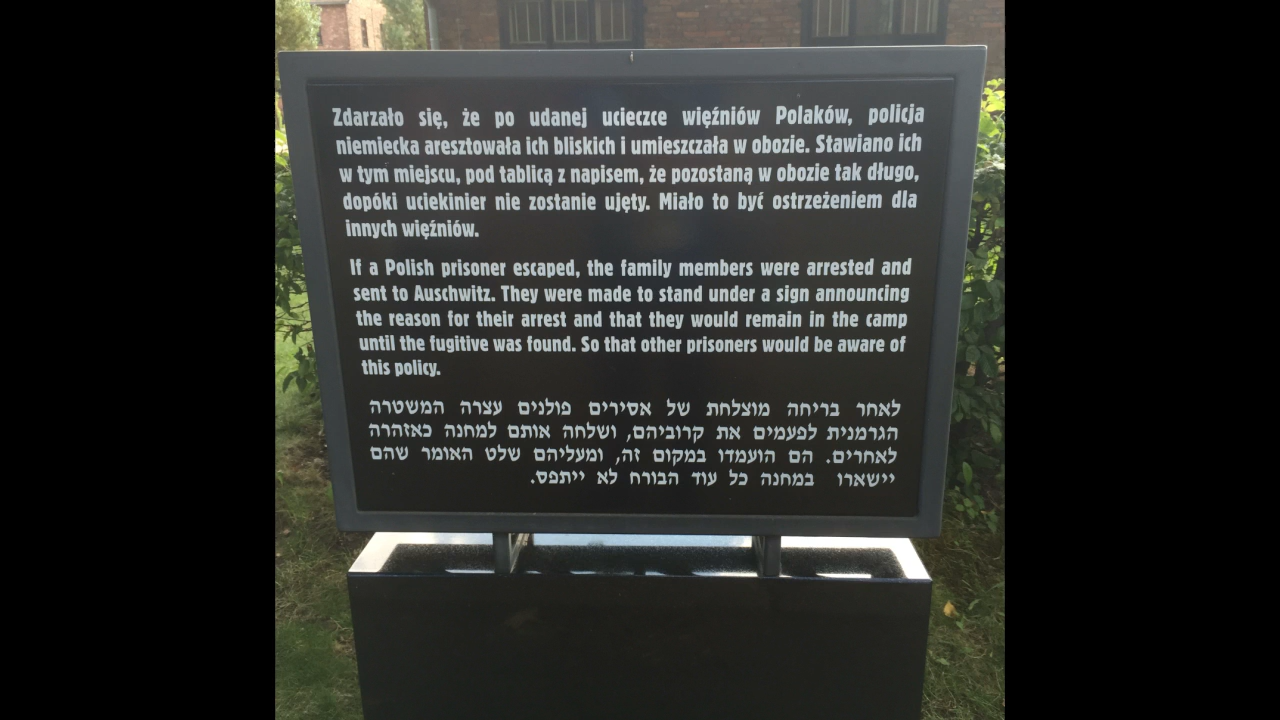 Zdarzało się, że po udanej ucieczce więźniów Polaków, policja
niemiecka aresztowała ich bliskich i umieszczała w obozie. Stawiano ich
w tym miejscu, pod tablicą z napisem, że pozostaną w obozie tak długo,
dopóki uciekinier nie zostanie ujęty. Miało to być ostrzeżeniem dla
innych więźniów.
If a Polish prisoner escaped, the family members were arrested and
sent to Auschwitz. They were made to stand under a sign announcing
the reason for their arrest and that they would remain in the camp
until the fugitive was found. So that other prisoners would be aware of
this policy.
לאחר בריחה מוצלחת של אסירים פולנים עצרה המשטרה
הגרמנית לפעמים את קרוביהם, ושלחה אותם למחנה כאזהרה
לאחרים. הם הועמדו במקום זה, ומעליהם שלט האומר שהם
יישארו במחנה כל עוד הבורח לא ייתפס.